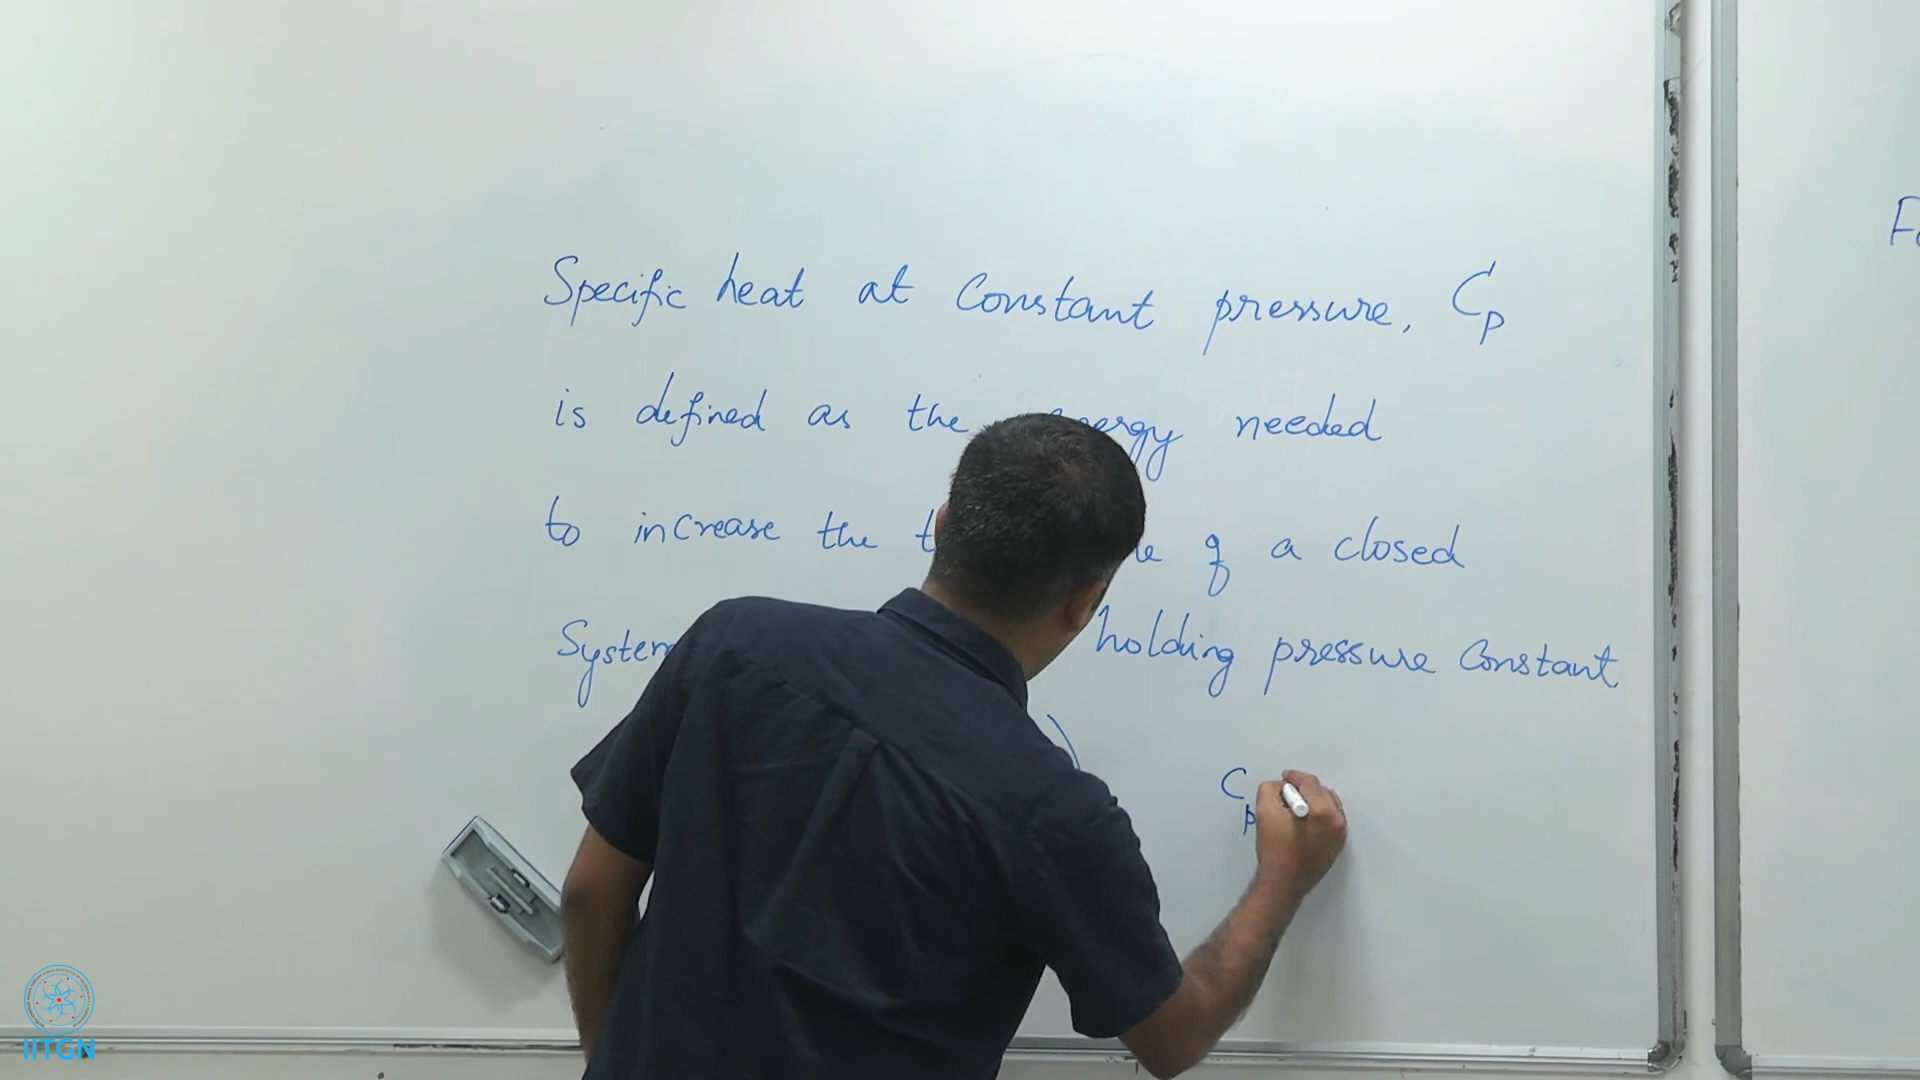 Specific heat at constant pressure, Cp
is defined as the needed
to increase the of a closed
System holding pressure constant
Cp
IITGN